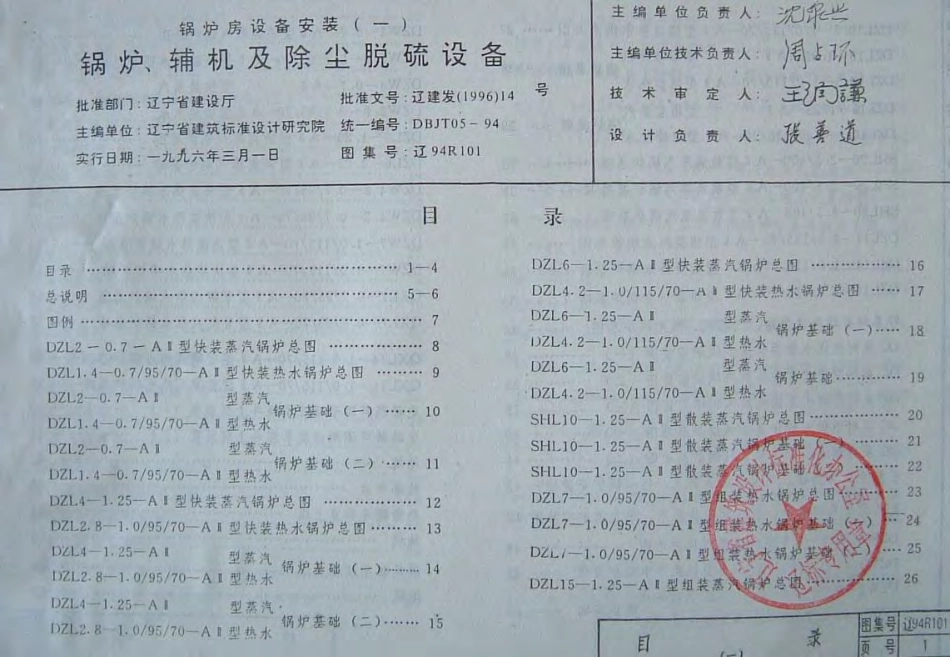 锅炉房设备安装（一）
锅炉、辅机及除尘脱硫设备
批准部门：辽宁省建设厅 批准文号：辽建发(1996)14 号
主编单位：辽宁省建筑标准设计研究院 统一编号：DBJT05－94
实行日期：一九九六年三月一日 图集号：辽94R101
主编单位负责人：
主编单位技术负责人：周占环
技术审定人：
设计负责人：张善道
目 录
目录 ………… 1—4
总说明 ………… 5—6
图例 ………… 7
DZL2－0.7－AⅡ型快装蒸汽锅炉总图 ………… 8
DZL1.4—0.7/95/70—AⅡ型快装热水锅炉总图 ……… 9
DZL2—0.7—AⅡ 型蒸汽
DZL1.4—0.7/95/70—AⅡ型热水 锅炉基础（一）…… 10
DZL2—0.7—AⅡ 型蒸汽
DZL1.4—0.7/95/70—AⅡ型热水 锅炉基础（二）…… 11
DZL4—1.25—AⅡ型快装蒸汽锅炉总图 ………… 12
DZL2.8—1.0/95/70—AⅡ型快装热水锅炉总图 ……… 13
DZL4—1.25—AⅡ 型蒸汽
DZL2.8—1.0/95/70—AⅡ型热水 锅炉基础（一）……… 14
DZL4—1.25—AⅡ 型蒸汽
DZL2.8—1.0/95/70—AⅡ型热水 锅炉基础（二）…… 15
DZL6—1.25—AⅡ型快装蒸汽锅炉总图 ………… 16
DZL4.2—1.0/115/70—AⅡ型快装热水锅炉总图 …… 17
DZL6—1.25—AⅡ 型蒸汽
DZL4.2—1.0/115/70—AⅡ型热水 锅炉基础（一）…… 18
DZL6—1.25—AⅡ 型蒸汽
DZL4.2—1.0/115/70—AⅡ型热水 锅炉基础………… 19
SHL10—1.25—AⅡ型散装蒸汽锅炉总图………… 20
SHL10—1.25—AⅡ型散装蒸汽锅炉基础（一）……… 21
SHL10—1.25—AⅡ型散装蒸汽锅炉基础 ……… 22
DZL7—1.0/95/70—AⅡ型组装热水锅炉总图……… 23
DZL7—1.0/95/70—AⅡ型组装热水锅炉基础（一）… 24
DZL7—1.0/95/70—AⅡ型组装热水锅炉基础（二）… 25
DZL15—1.25—AⅡ型组装蒸汽锅炉总图………… 26
目 录 图集号 辽94R101
（一） 页号 1